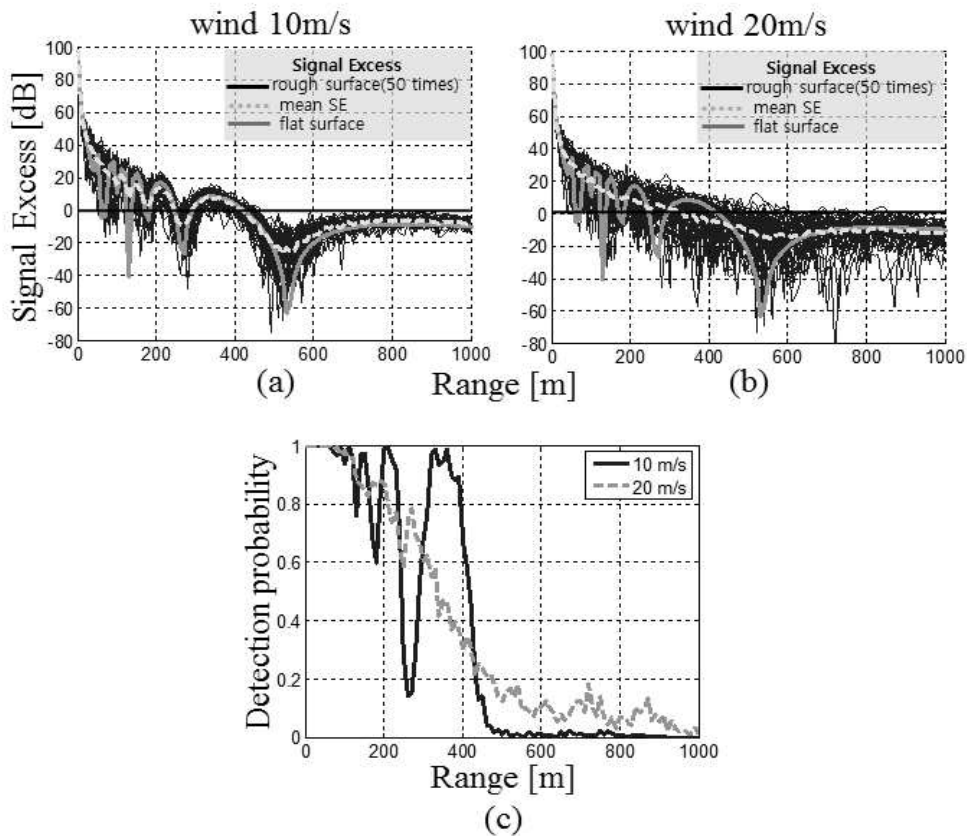 wind 10m/s
wind 20m/s
Signal Excess [dB]
100
80
60
40
20
0
-20
-40
-60
-80
Signal Excess
rough surface(50 times)
mean SE
flat surface
0 200 400 600 800 1000
100
80
60
40
20
0
-20
-40
-60
-80
Signal Excess
rough surface(50 times)
mean SE
flat surface
0 200 400 600 800 1000
(a) Range [m] (b)
Detection probability
1
0.8
0.6
0.4
0.2
0
10 m/s
20 m/s
0 200 400 600 800 1000
Range [m]
(c)